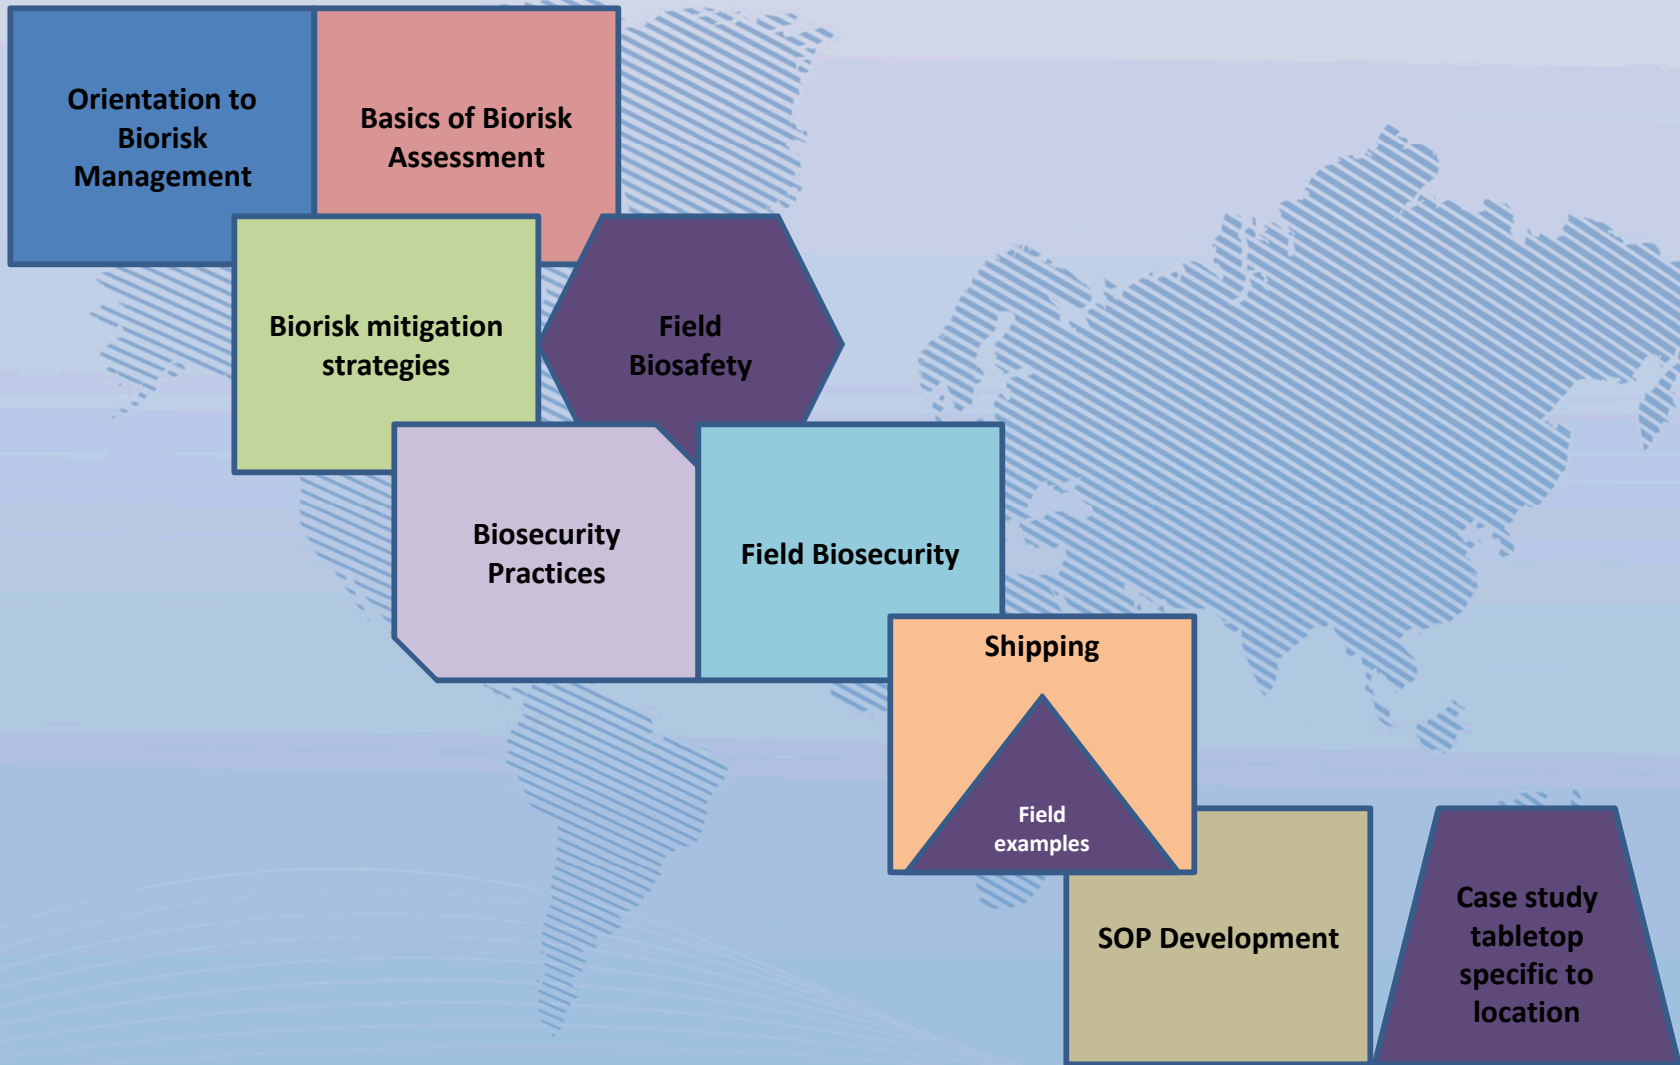 Orientation to
Biorisk
Management
Basics of Biorisk
Assessment
Biorisk mitigation
strategies
Field
Biosafety
Biosecurity
Practices
Field Biosecurity
Shipping
Field
examples
SOP Development
Case study
tabletop
specific to
location